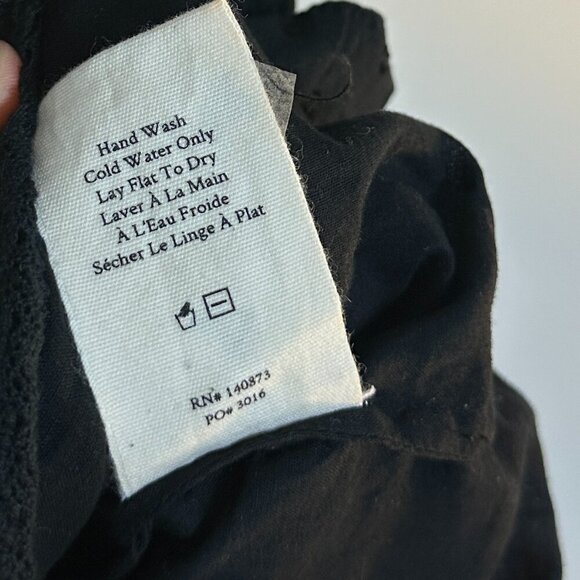 Hand Wash
Cold Water Only
Lay Flat To Dry
Laver À La Main
À L'Eau Froide
Sécher Le Linge À Plat
RN# 140873
PO# 3016